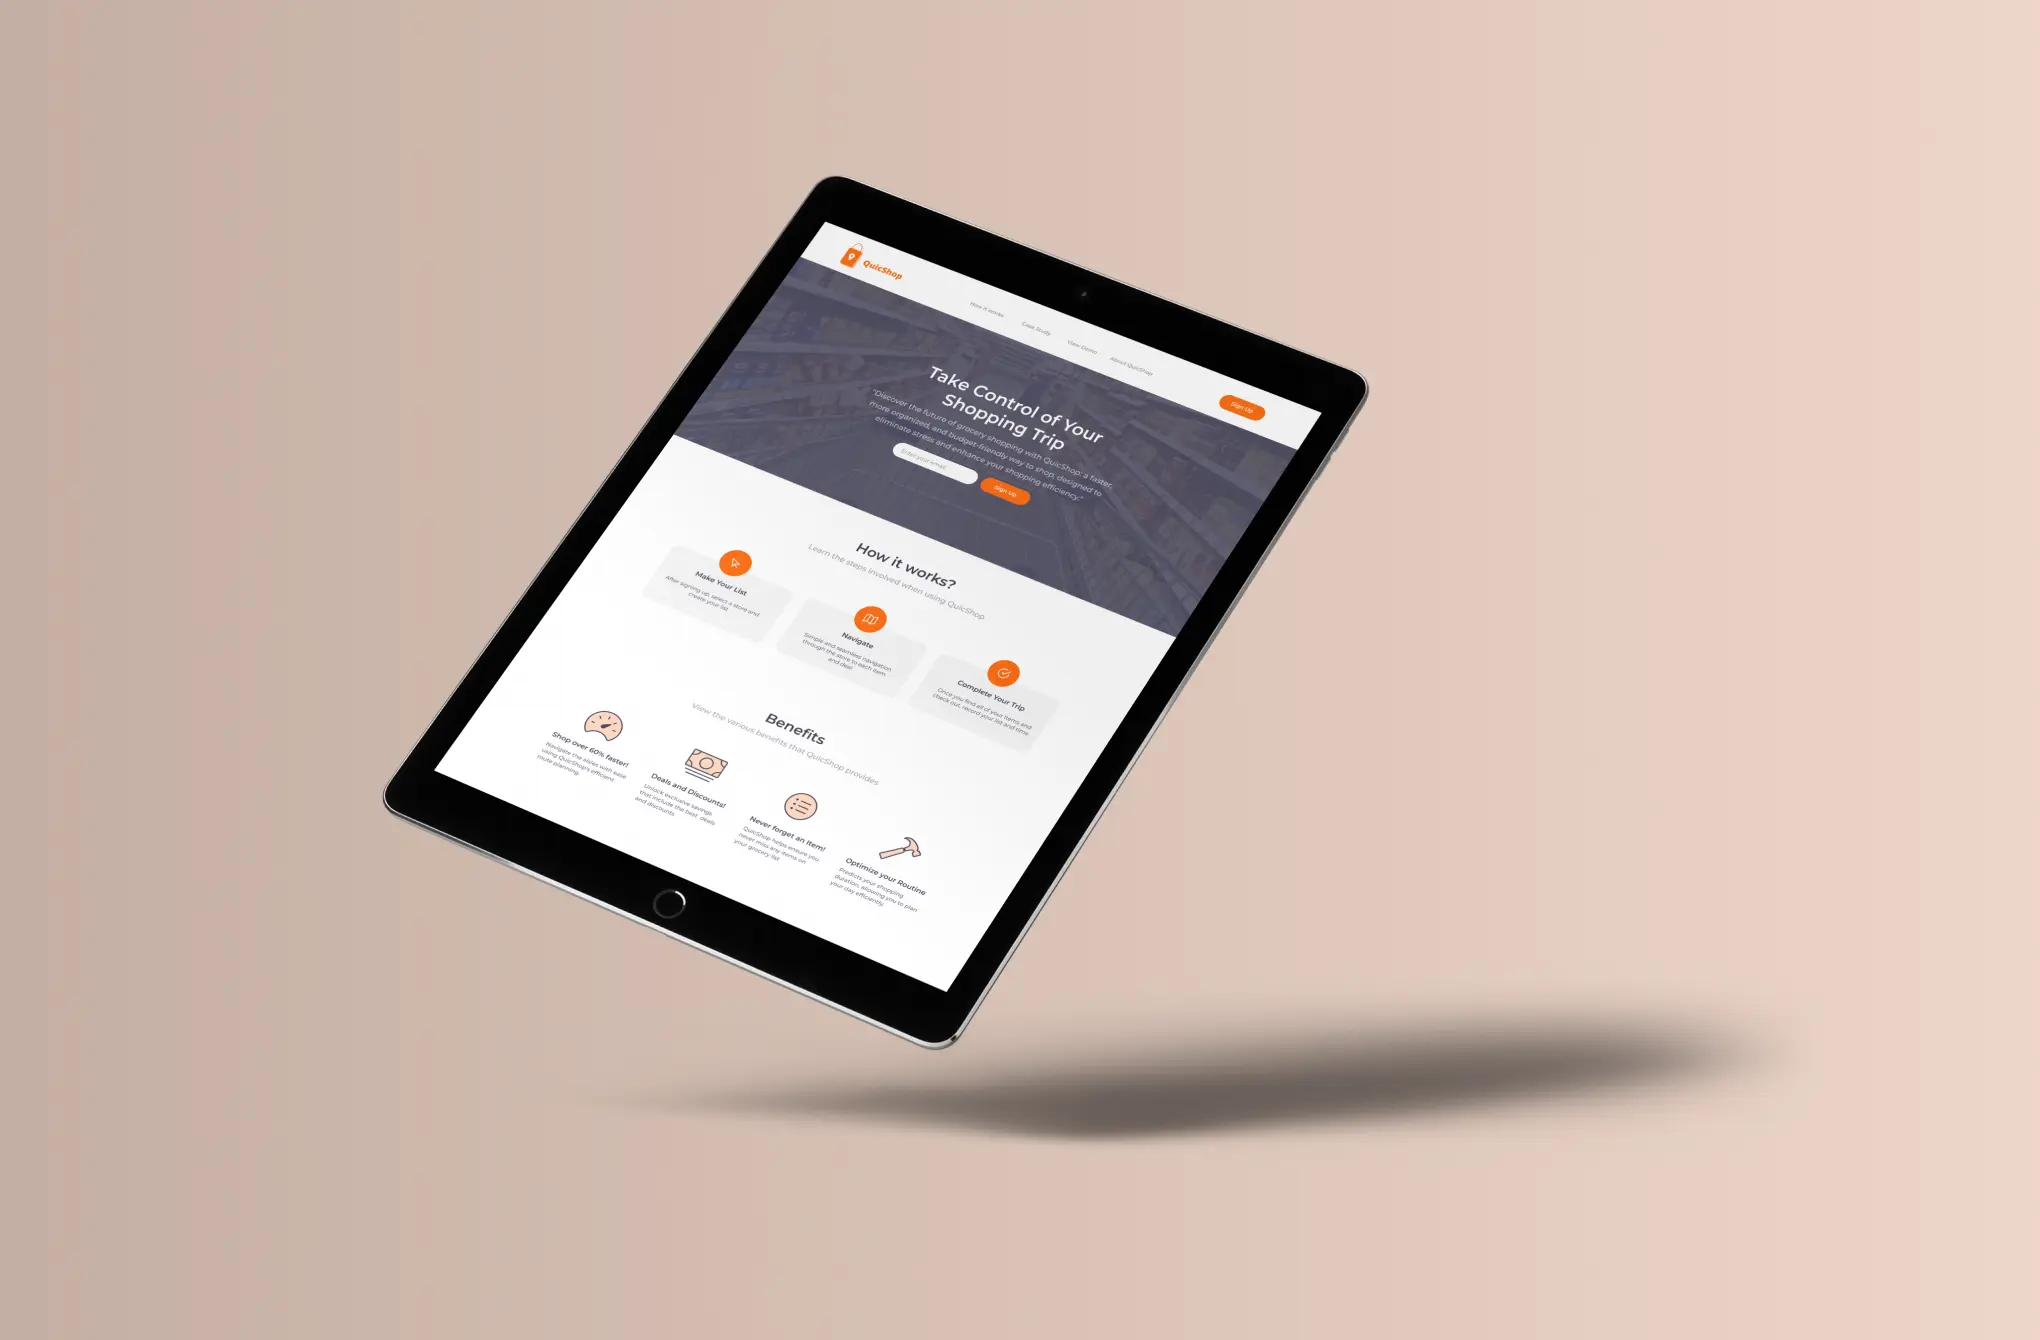 QuicShop
How it works
Case Study
View Demo
About QuicShop
Sign Up
Take Control of Your
Shopping Trip
"Discover the future of grocery shopping with QuicShop: a faster,
more organized, and budget-friendly way to shop, designed to
eliminate stress and enhance your shopping efficiency."
Enter your email
Sign Up
How it works?
Learn the steps involved when using QuicShop
Make Your List
After signing up, select a store and
create your list
Navigate
Simple and seamless navigation
through the store to each item
and deal
Complete Your Trip
Once you find all of your items and
check out, record your list and time
Benefits
View the various benefits that QuicShop provides
Shop over 60% faster!
Navigate the aisles with ease
using QuicShop's efficient
route planning.
Deals and Discounts!
Unlock exclusive savings
that include the best deals
and discounts
Never forget an Item!
QuicShop helps ensure you
never miss any items on
your grocery list
Optimize your Routine
Predicts your shopping
duration, allowing you to plan
your day efficiently.